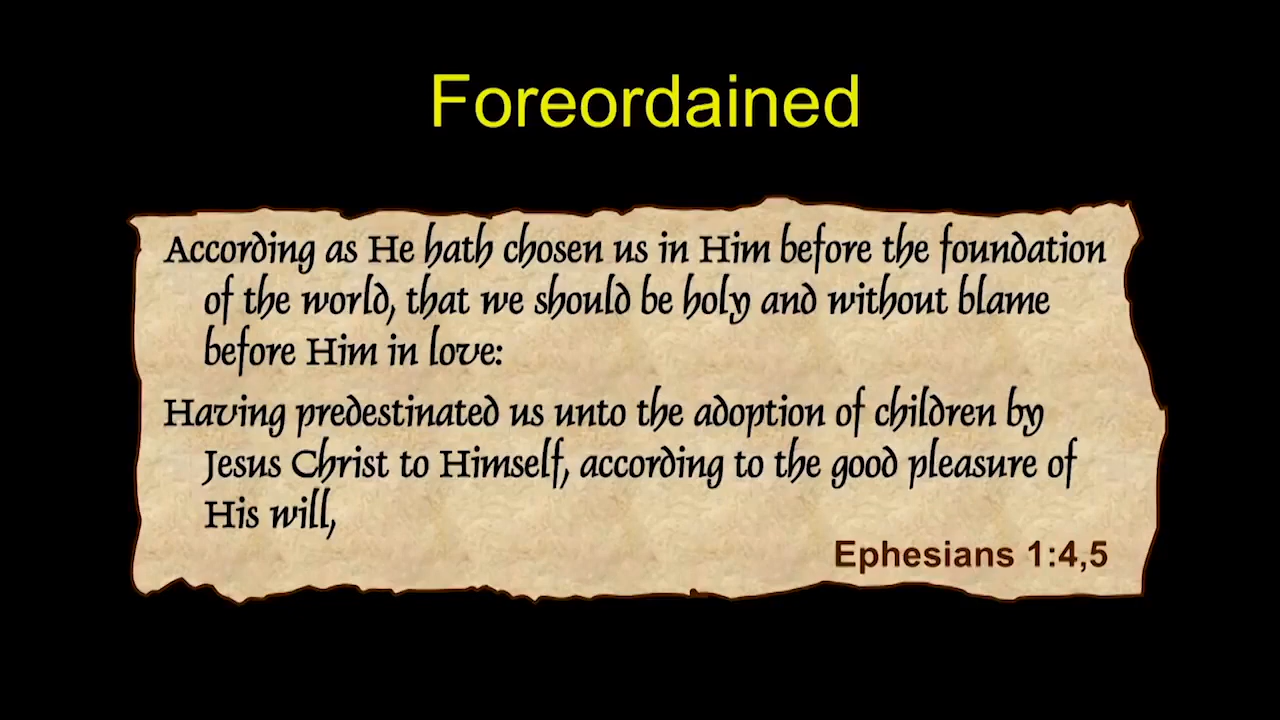 Foreordained
According as He hath chosen us in Him before the foundation
of the world, that we should be holy and without blame
before Him in love:
Having predestinated us unto the adoption of children by
Jesus Christ to Himself, according to the good pleasure of
His will,
Ephesians 1:4,5